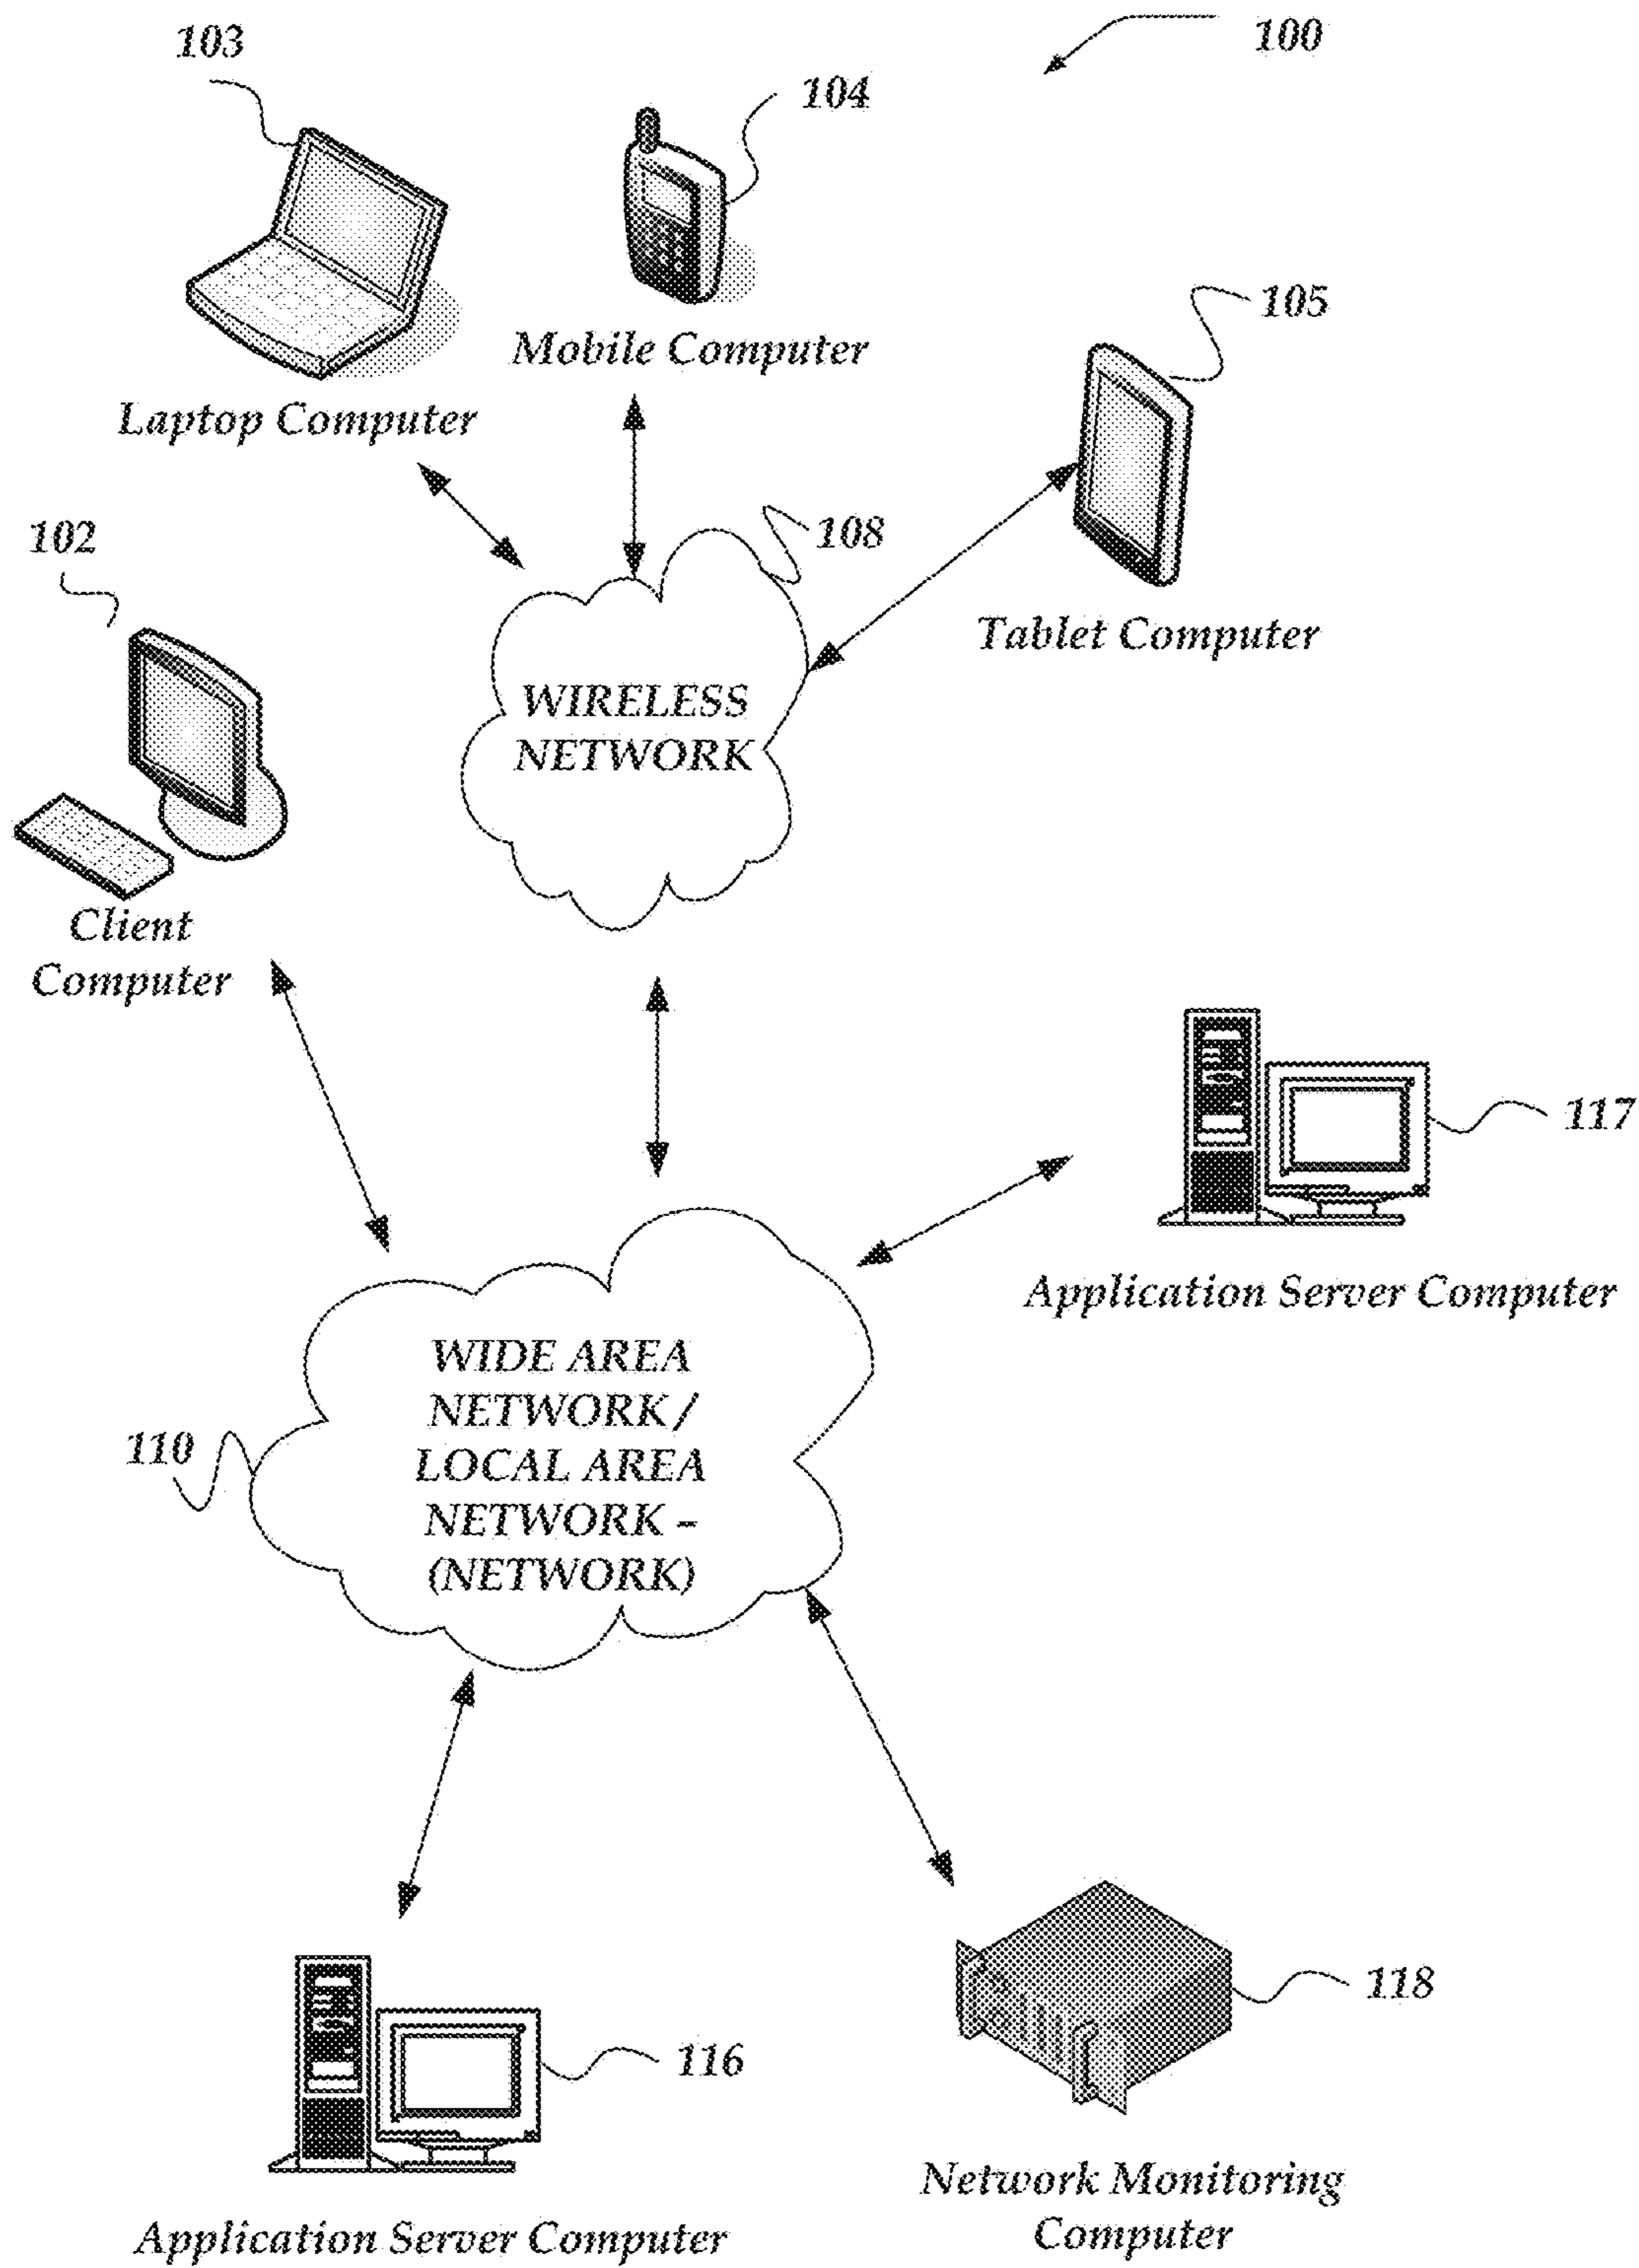 103
100
104
105
Mobile Computer
Laptop Computer
102
108
Tablet Computer
WIRELESS
NETWORK
Client
Computer
117
Application Server Computer
WIDE AREA
NETWORK /
LOCAL AREA
NETWORK –
(NETWORK)
110
118
116
Network Monitoring
Computer
Application Server Computer